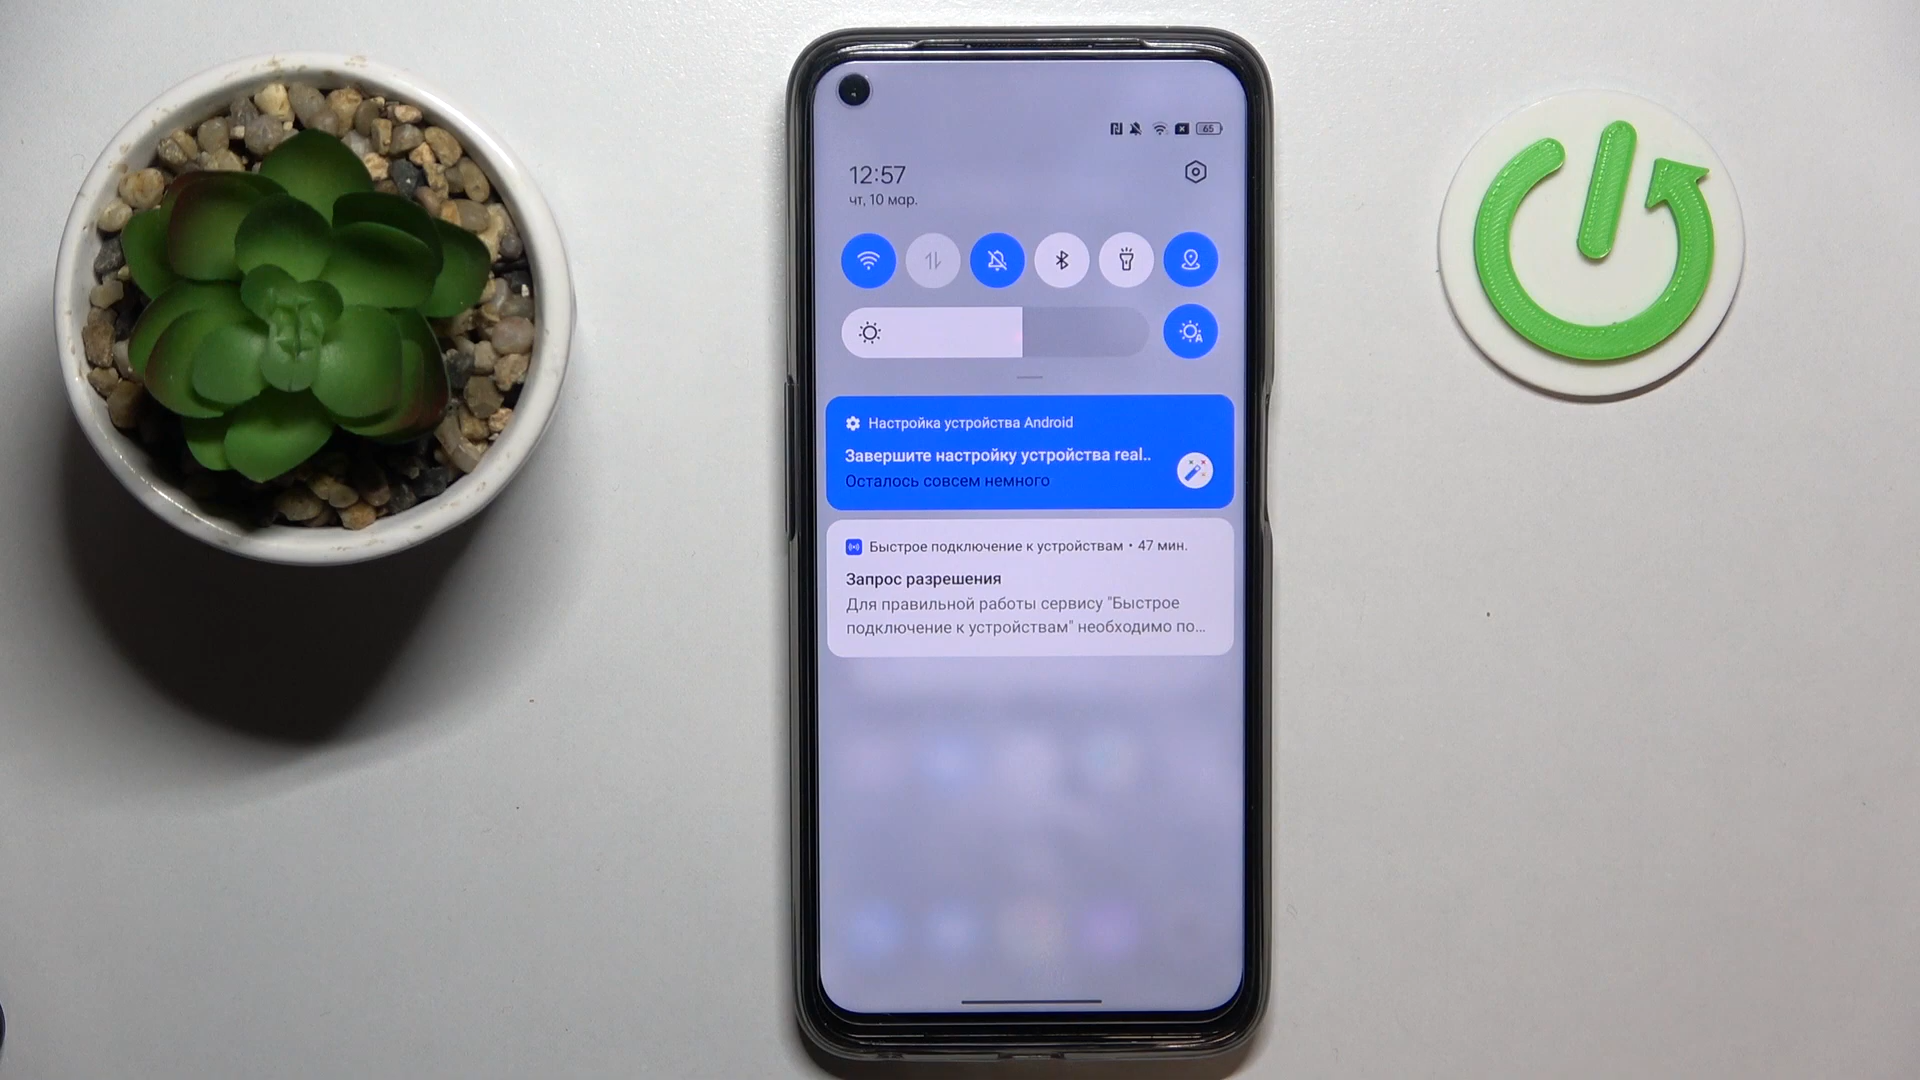 65
12:57
чт, 10 мар.
Настройка устройства Android
Завершите настройку устройства real..
Осталось совсем немного
Быстрое подключение к устройствам • 47 мин.
Запрос разрешения
Для правильной работы сервису "Быстрое
подключение к устройствам" необходимо по...